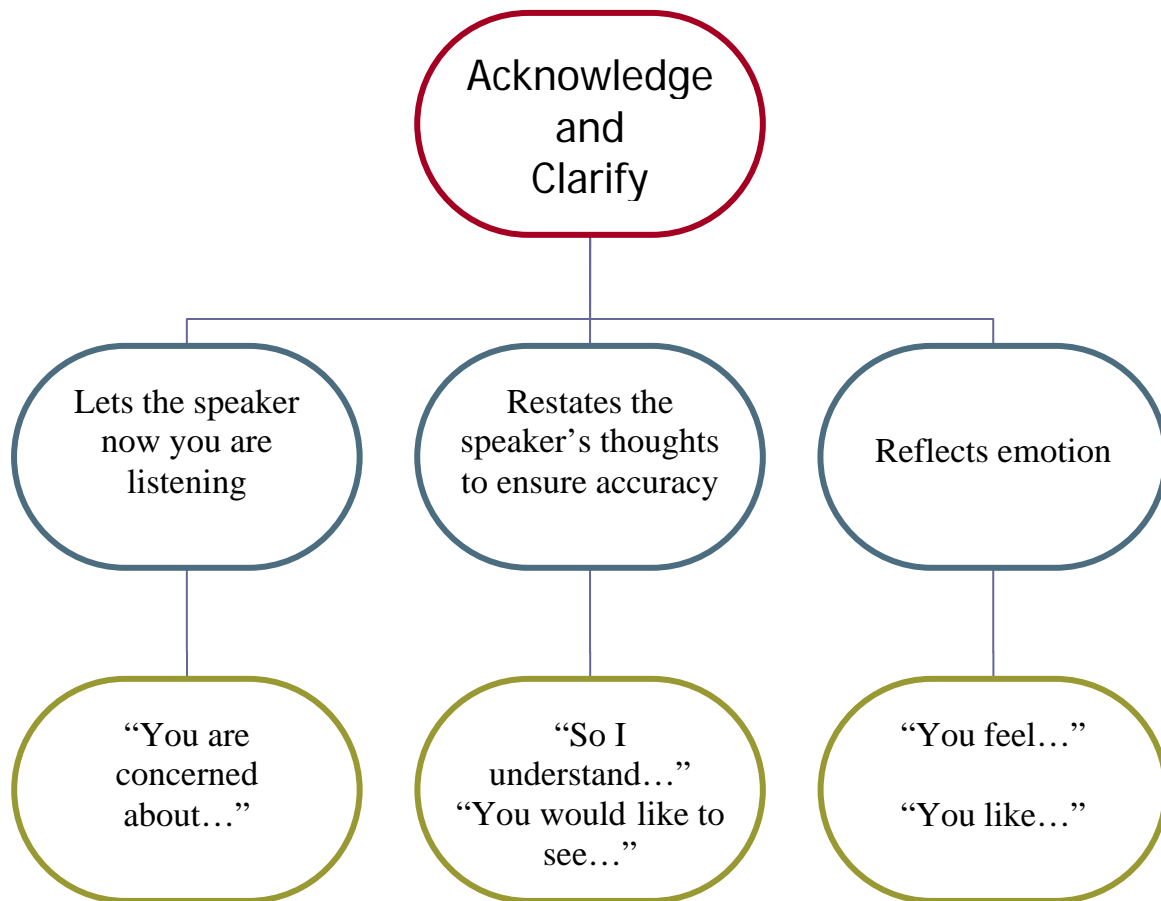 Acknowledge
and
Clarify
Lets the speaker
now you are
listening
Restates the
speaker’s thoughts
to ensure accuracy
Reflects emotion
“You are
concerned
about…”
“So I
understand…”
“You would like to
see…”
“You feel…”
“You like…”